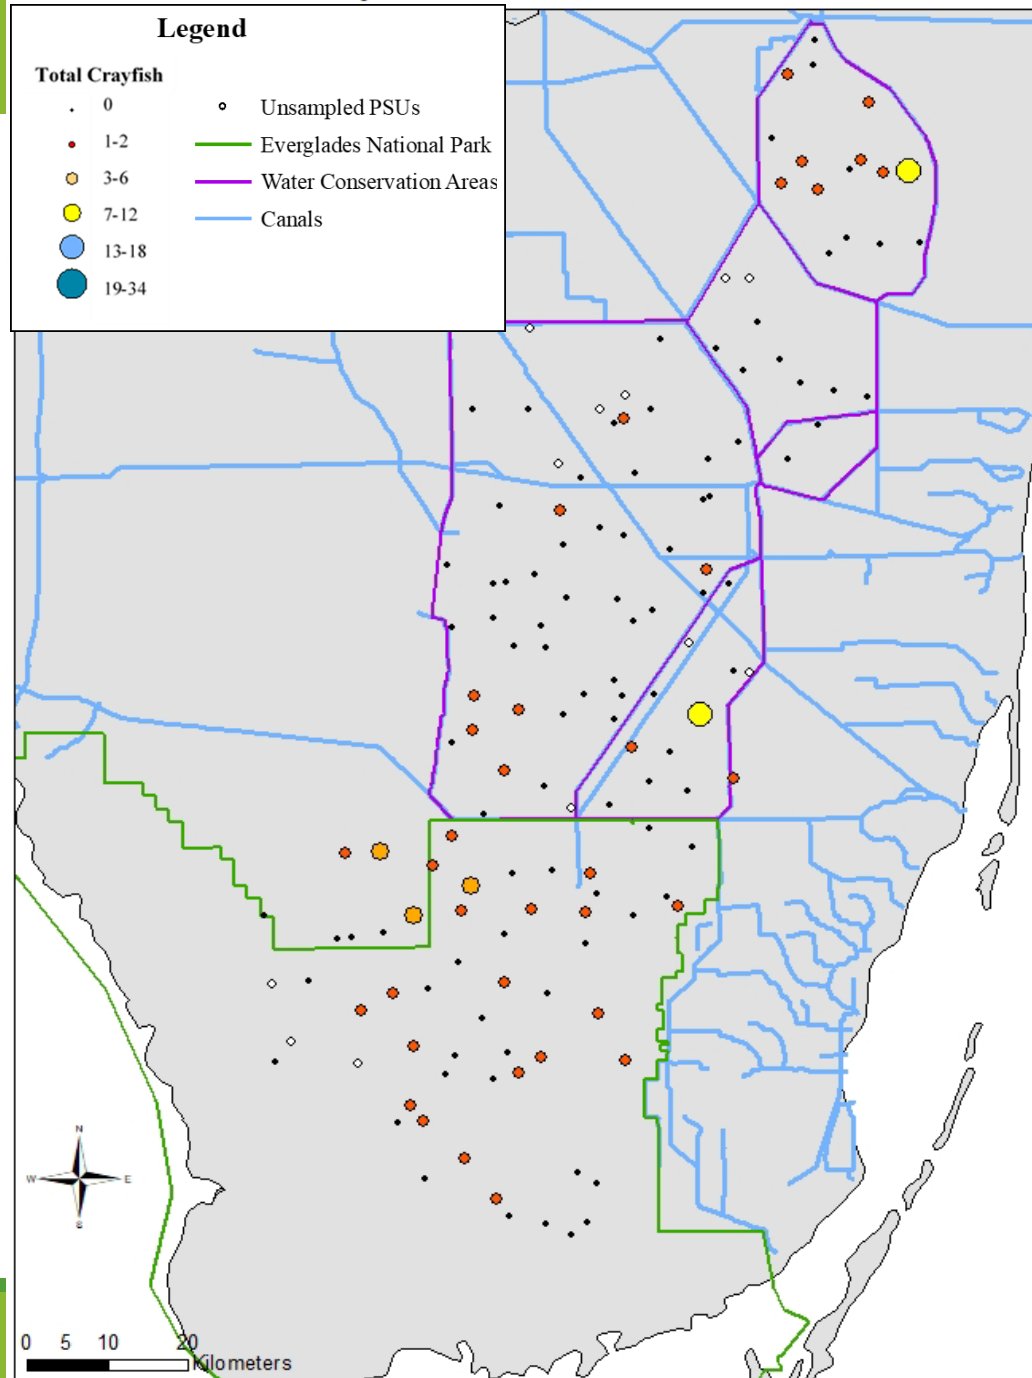 Legend
Total Crayfish
0
1-2
3-6
7-12
13-18
19-34
Unsampled PSUs
Everglades National Park
Water Conservation Areas
Canals
N
W E
S
0 5 10 20
Kilometers